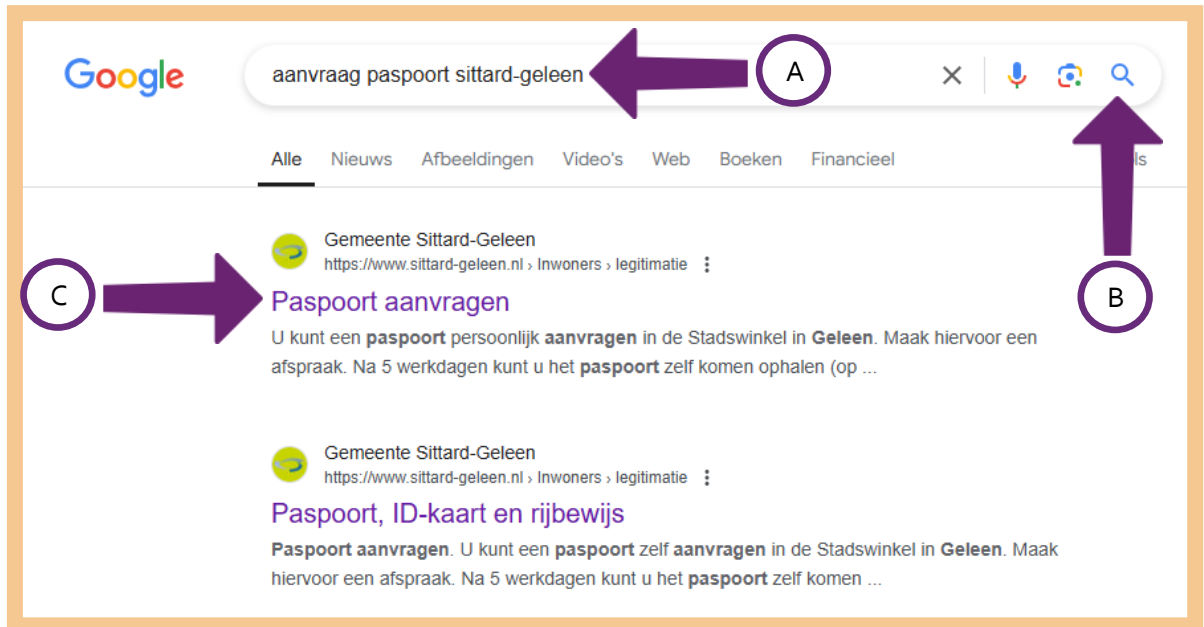 Google
aanvraag paspoort sittard-geleen
A
Alle Nieuws Afbeeldingen Video's Web Boeken Financieel
B
Gemeente Sittard-Geleen
https://www.sittard-geleen.nl › Inwoners › legitimatie
C
Paspoort aanvragen
U kunt een paspoort persoonlijk aanvragen in de Stadswinkel in Geleen. Maak hiervoor een
afspraak. Na 5 werkdagen kunt u het paspoort zelf komen ophalen (op ...
Gemeente Sittard-Geleen
https://www.sittard-geleen.nl › Inwoners › legitimatie
Paspoort, ID-kaart en rijbewijs
Paspoort aanvragen. U kunt een paspoort zelf aanvragen in de Stadswinkel in Geleen. Maak
hiervoor een afspraak. Na 5 werkdagen kunt u het paspoort zelf komen ...